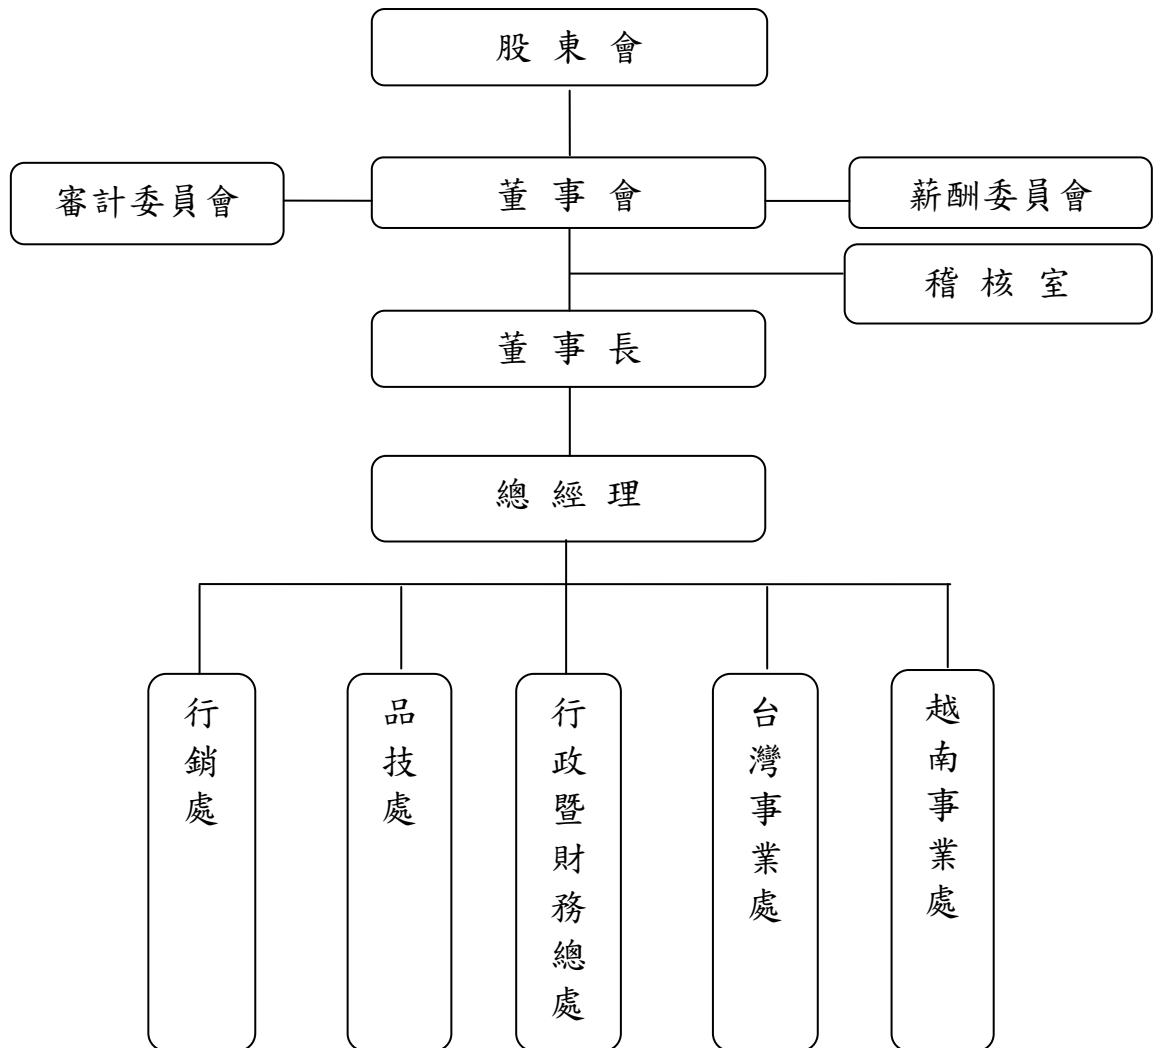 股東會
審計委員會
董事會
薪酬委員會
稽核室
董事長
總經理
行銷處
品技處
行政暨財務總處
台灣事業處
越南事業處